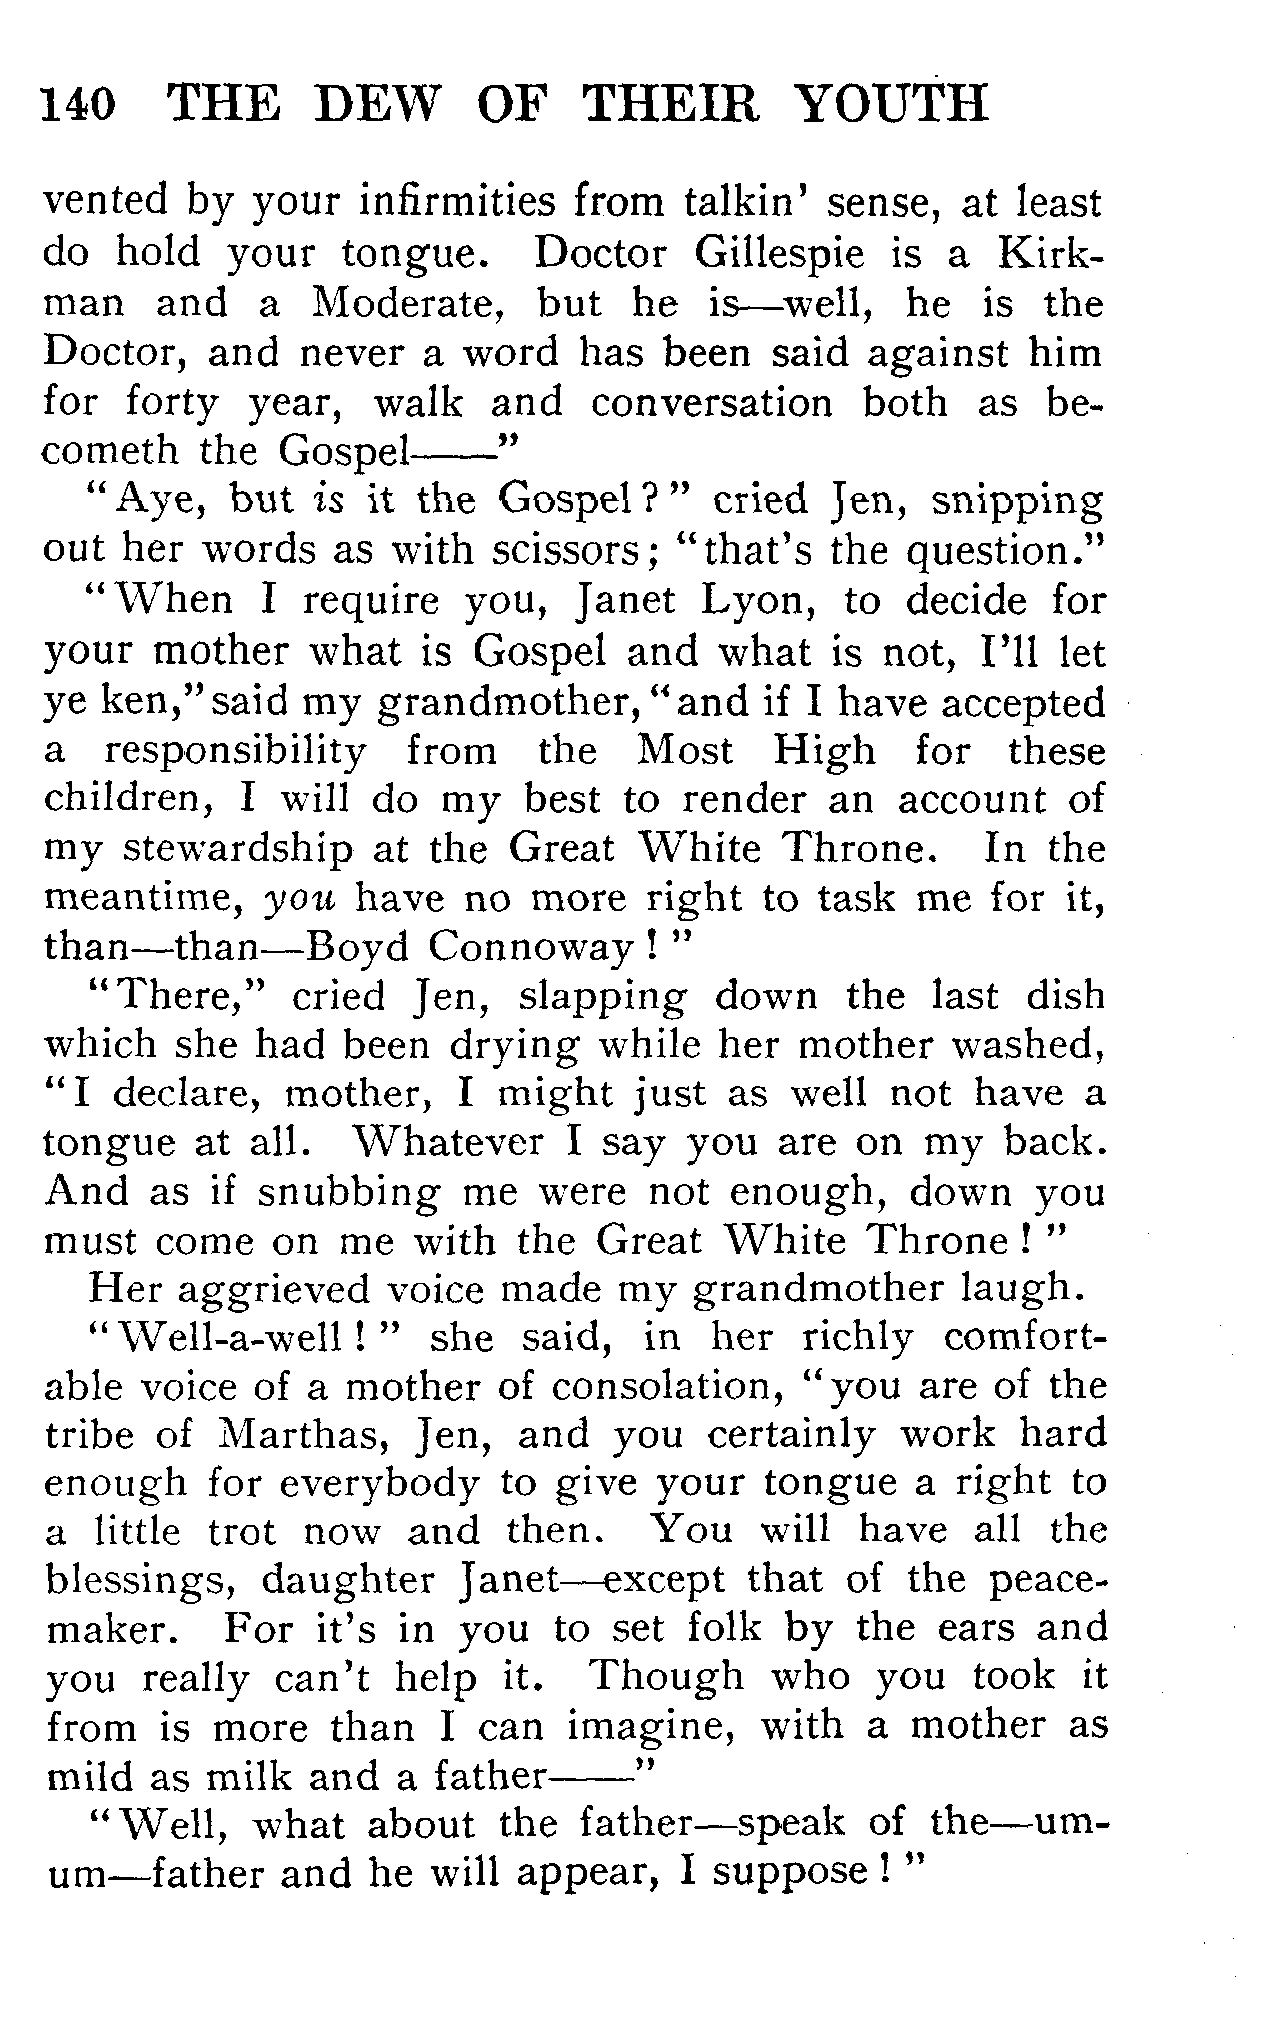 140 THE DEW OF THEIR YOUTH
vented by your infirmities from talkin' sense, at least
do hold your tongue. Doctor Gillespie is a Kirk-
man and a Moderate, but he is—well, he is the
Doctor, and never a word has been said against him
for forty year, walk and conversation both as be-
cometh the Gospel——"
"Aye, but is it the Gospel?" cried Jen, snipping
out her words as with scissors; "that's the question."
"When I require you, Janet Lyon, to decide for
your mother what is Gospel and what is not, I'll let
ye ken," said my grandmother, "and if I have accepted
a responsibility from the Most High for these
children, I will do my best to render an account of
my stewardship at the Great White Throne. In the
meantime, you have no more right to task me for it,
than—than—Boyd Connoway!"
"There," cried Jen, slapping down the last dish
which she had been drying while her mother washed,
"I declare, mother, I might just as well not have a
tongue at all. Whatever I say you are on my back.
And as if snubbing me were not enough, down you
must come on me with the Great White Throne!"
Her aggrieved voice made my grandmother laugh.
"Well-a-well!" she said, in her richly comfort-
able voice of a mother of consolation, "you are of the
tribe of Marthas, Jen, and you certainly work hard
enough for everybody to give your tongue a right to
a little trot now and then. You will have all the
blessings, daughter Janet—except that of the peace-
maker. For it's in you to set folk by the ears and
you really can't help it. Though who you took it
from is more than I can imagine, with a mother as
mild as milk and a father——"
"Well, what about the father—speak of the—um-
um—father and he will appear, I suppose!"